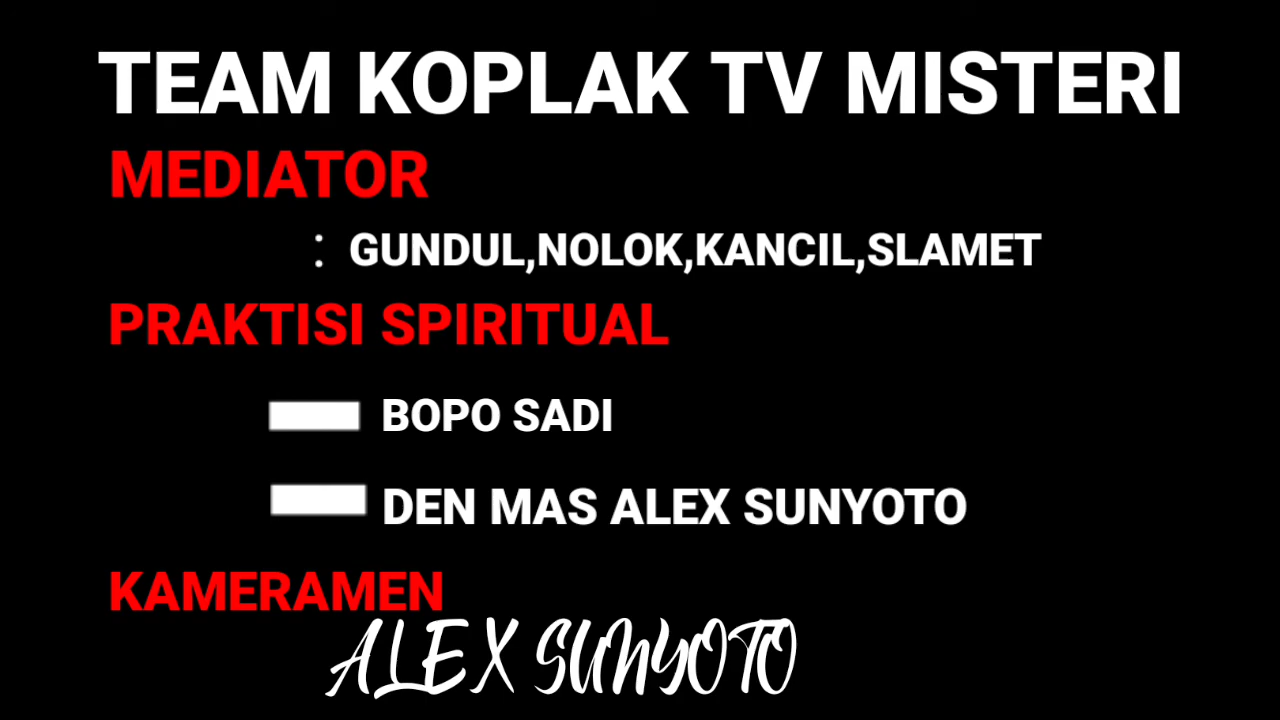 TEAM KOPLAK TV MISTERI
MEDIATOR
: GUNDUL,NOLOK,KANCIL,SLAMET
PRAKTISI SPIRITUAL
BOPO SADI
DEN MAS ALEX SUNYOTO
KAMERAMEN
ALEX SUNYOTO